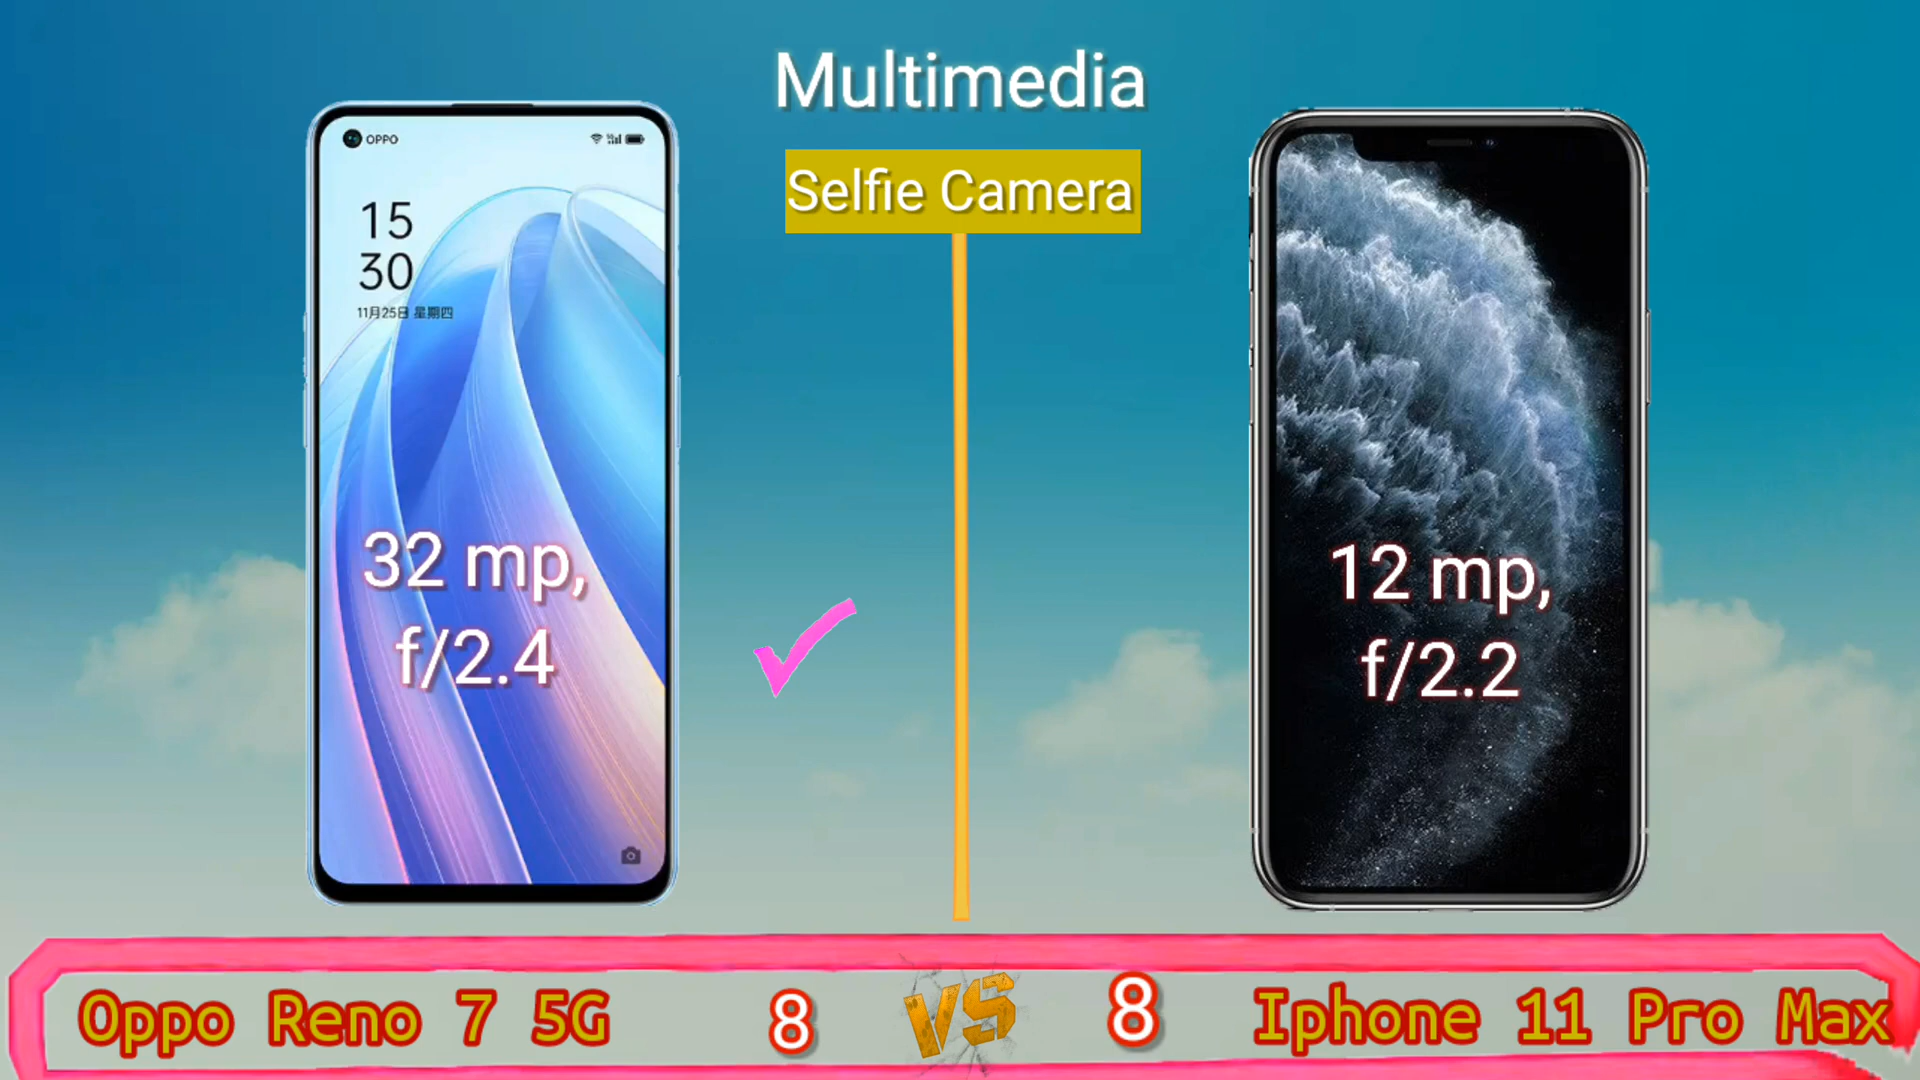 Multimedia
Selfie Camera
OPPO
15
30
11月25日 星期四
32 mp,
f/2.4
12 mp,
f/2.2
Oppo Reno 7 5G 8 VS 8 Iphone 11 Pro Max